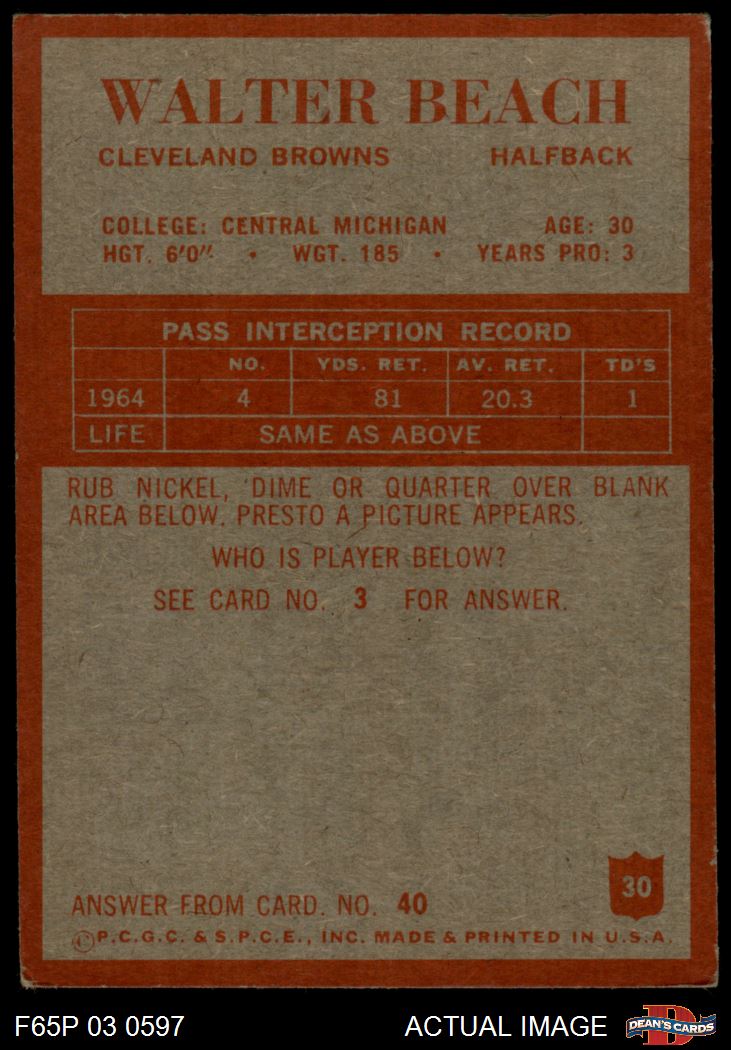 WALTER BEACH
CLEVELAND BROWNS HALFBACK
COLLEGE: CENTRAL MICHIGAN AGE: 30
HGT. 6'0" • WGT. 185 • YEARS PRO: 3
PASS INTERCEPTION RECORD
NO. YDS. RET. AV. RET. TD'S
1964 4 81 20.3 1
LIFE SAME AS ABOVE
RUB NICKEL, DIME OR QUARTER OVER BLANK
AREA BELOW. PRESTO A PICTURE APPEARS.
WHO IS PLAYER BELOW?
SEE CARD NO. 3 FOR ANSWER.
30
ANSWER FROM CARD. NO. 40
©P.C.G.C. & S.P.C.E., INC. MADE & PRINTED IN U.S.A.
F65P 03 0597 ACTUAL IMAGE D DEAN'S CARDS